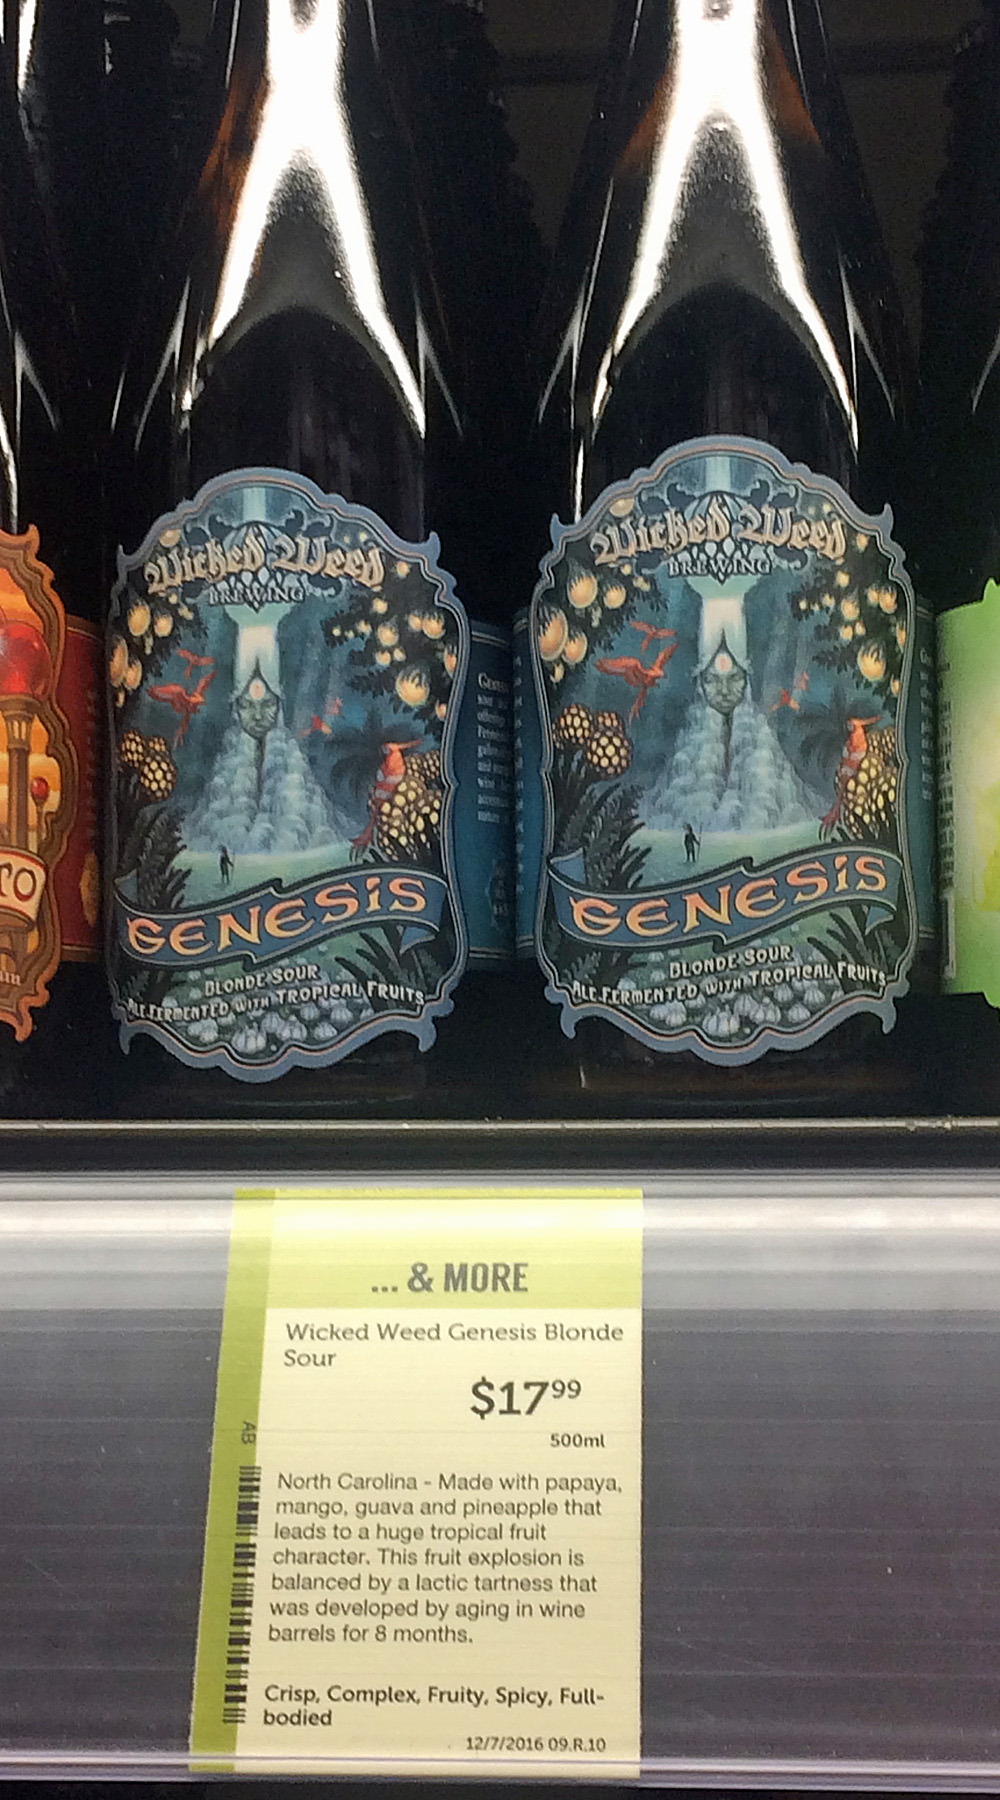 Wicked Weed
BREWING
GENESIS
BLONDE SOUR
ALE FERMENTED WITH TROPICAL FRUITS
Wicked Weed
BREWING
GENESIS
BLONDE SOUR
ALE FERMENTED WITH TROPICAL FRUITS
TO
... & MORE
Wicked Weed Genesis Blonde
Sour
$17⁹⁹
500ml
AB
North Carolina - Made with papaya,
mango, guava and pineapple that
leads to a huge tropical fruit
character. This fruit explosion is
balanced by a lactic tartness that
was developed by aging in wine
barrels for 8 months.
Crisp, Complex, Fruity, Spicy, Full-
bodied
12/7/2016 09.R.10